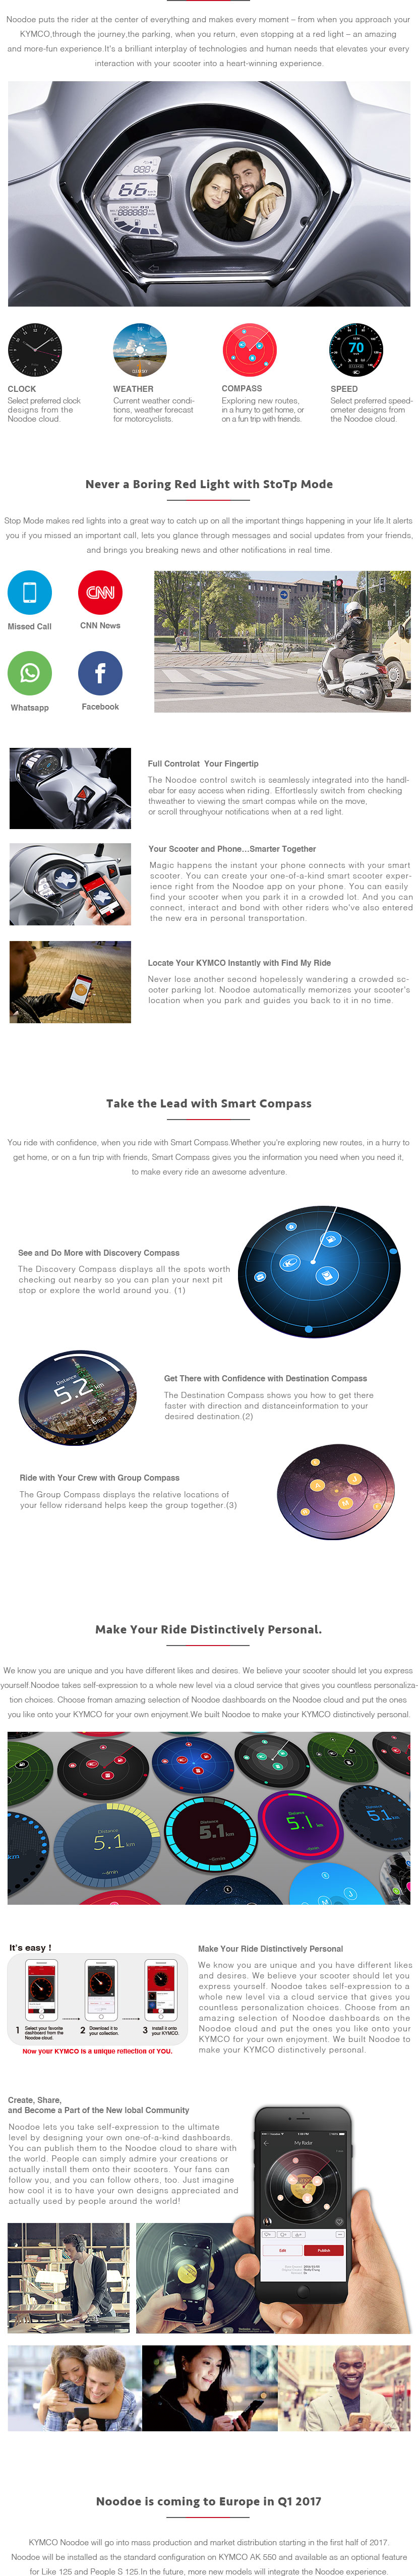 Noodoe puts the rider at the center of everything and makes every moment – from when you approach your
KYMCO,through the journey,the parking, when you return, even stopping at a red light – an amazing
and more-fun experience.It's a brilliant interplay of technologies and human needs that elevates your every
interaction with your scooter into a heart-winning experience.
CLOCK
Select preferred clock
designs from the
Noodoe cloud.
WEATHER
Current weather condi-
tions, weather forecast
for motorcyclists.
COMPASS
Exploring new routes,
in a hurry to get home, or
on a fun trip with friends.
70
SPEED
Select preferred speed-
ometer designs from
the Noodoe cloud.
Never a Boring Red Light with StoTp Mode
Stop Mode makes red lights into a great way to catch up on all the important things happening in your life.It alerts
you if you missed an important call, lets you glance through messages and social updates from your friends,
and brings you breaking news and other notifications in real time.
Missed Call
CNN
CNN News
Whatsapp
Facebook
Full Controlat Your Fingertip
The Noodoe control switch is seamlessly integrated into the handl-
ebar for easy access when riding. Effortlessly switch from checking
thweather to viewing the smart compas while on the move,
or scroll throughyour notifications when at a red light.
Your Scooter and Phone...Smarter Together
Magic happens the instant your phone connects with your smart
scooter. You can create your one-of-a-kind smart scooter exper-
ience right from the Noodoe app on your phone. You can easily
find your scooter when you park it in a crowded lot. And you can
connect, interact and bond with other riders who've also entered
the new era in personal transportation.
Locate Your KYMCO Instantly with Find My Ride
Never lose another second hopelessly wandering a crowded sc-
ooter parking lot. Noodoe automatically memorizes your scooter's
location when you park and guides you back to it in no time.
Take the Lead with Smart Compass
You ride with confidence, when you ride with Smart Compass.Whether you're exploring new routes, in a hurry to
get home, or on a fun trip with friends, Smart Compass gives you the information you need when you need it,
to make every ride an awesome adventure.
See and Do More with Discovery Compass
The Discovery Compass displays all the spots worth
checking out nearby so you can plan your next pit
stop or explore the world around you. (1)
Distance
5.2 km
Get There with Confidence with Destination Compass
The Destination Compass shows you how to get there
faster with direction and distanceinformation to your
desired destination.(2)
Ride with Your Crew with Group Compass
The Group Compass displays the relative locations of
your fellow ridersand helps keep the group together.(3)
Make Your Ride Distinctively Personal.
We know you are unique and you have different likes and desires. We believe your scooter should let you express
yourself.Noodoe takes self-expression to a whole new level via a cloud service that gives you countless personaliza-
tion choices. Choose froman amazing selection of Noodoe dashboards on the Noodoe cloud and put the ones
you like onto your KYMCO for your own enjoyment.We built Noodoe to make your KYMCO distinctively personal.
Distance
5.1 km
5.1 km
5.1 km
5.1 km
It's easy !
1 Select your favorite
dashboard from the
Noodoe cloud.
2 Download it to
your collection.
3 Install it onto
your KYMCO.
Now your KYMCO is a unique reflection of YOU.
Make Your Ride Distinctively Personal
We know you are unique and you have different likes
and desires. We believe your scooter should let you
express yourself. Noodoe takes self-expression to a
whole new level via a cloud service that gives you
countless personalization choices. Choose from an
amazing selection of Noodoe dashboards on the
Noodoe cloud and put the ones you like onto your
KYMCO for your own enjoyment. We built Noodoe to
make your KYMCO distinctively personal.
Create, Share,
and Become a Part of the New lobal Community
Noodoe lets you take self-expression to the ultimate
level by designing your own one-of-a-kind dashboards.
You can publish them to the Noodoe cloud to share with
the world. People can simply admire your creations or
actually install them onto their scooters. Your fans can
follow you, and you can follow others, too. Just imagine
how cool it is to have your own designs appreciated and
actually used by people around the world!
My Radar
Edit
Publish
Noodoe is coming to Europe in Q1 2017
KYMCO Noodoe will go into mass production and market distribution starting in the first half of 2017.
Noodoe will be installed as the standard configuration on KYMCO AK 550 and available as an optional feature
for Like 125 and People S 125.In the future, more new models will integrate the Noodoe experience.